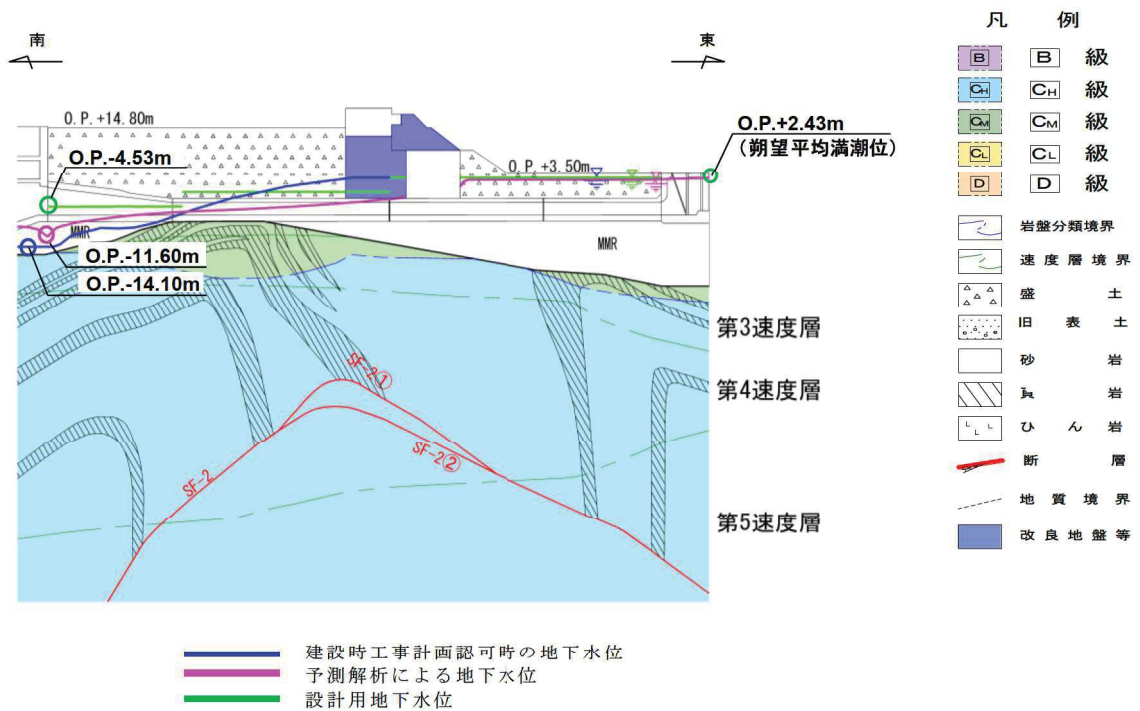 南
東
O.P.+14.80m
O.P.-4.53m
O.P.+2.43m
(朔望平均満潮位)
O.P.+3.50m
MMR
MMR
O.P.-11.60m
O.P.-14.10m
第3速度層
SF-2①
第4速度層
SF-2②
SF-2
第5速度層
凡 例
B B 級
CH CH 級
CM CM 級
CL CL 級
D D 級
岩盤分類境界
速度層境界
盛 土
旧 表 土
砂 岩
頁 岩
ひ ん 岩
断 層
地 質 境 界
改 良 地 盤 等
建設時工事計画認可時の地下水位
予測解析による地下水位
設計用地下水位